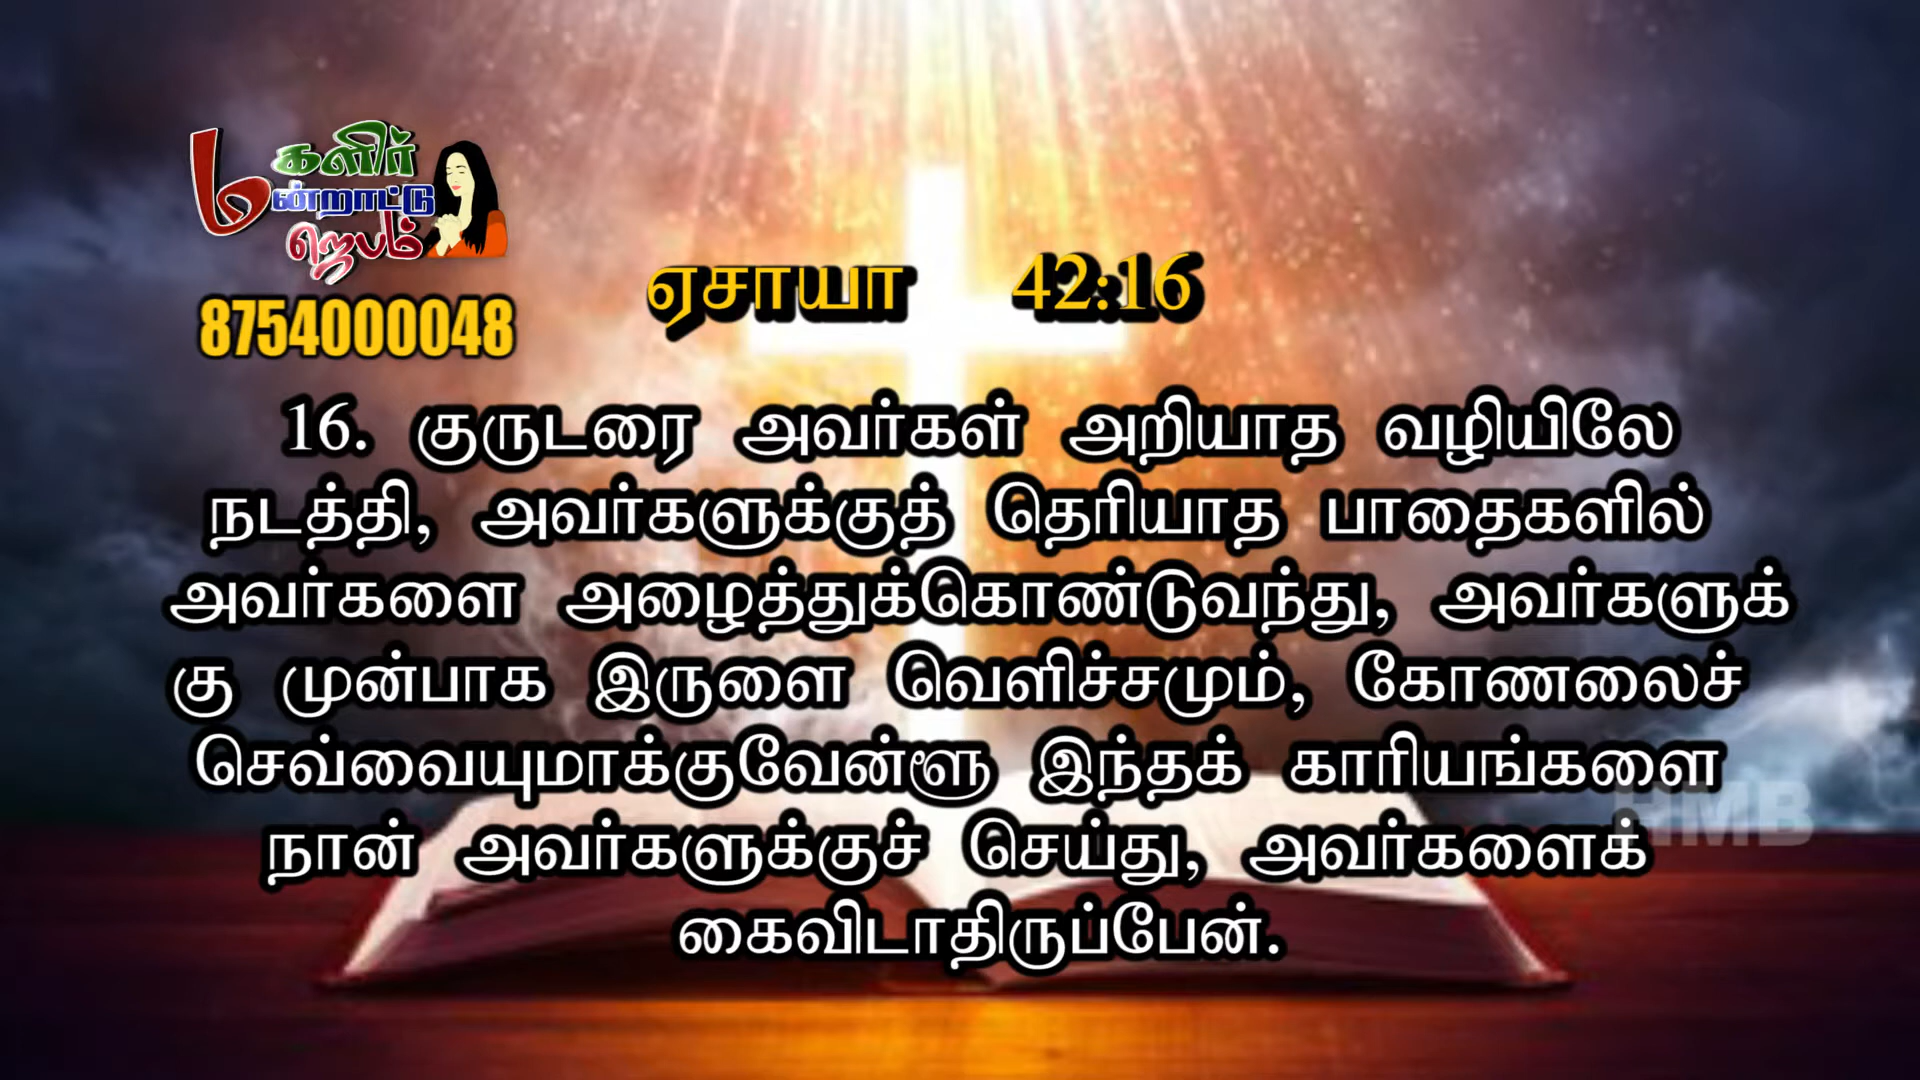 மகளிர்
மன்றாட்டு
ஜெபம்
8754000048
ஏசாயா 42:16
16. குருடரை அவர்கள் அறியாத வழியிலே
நடத்தி, அவர்களுக்குத் தெரியாத பாதைகளில்
அவர்களை அழைத்துக்கொண்டுவந்து, அவர்களுக்
கு முன்பாக இருளை வெளிச்சமும், கோணலைச்
செவ்வையுமாக்குவேன்ளூ இந்தக் காரியங்களை
நான் அவர்களுக்குச் செய்து, அவர்களைக்
கைவிடாதிருப்பேன்.
HMB